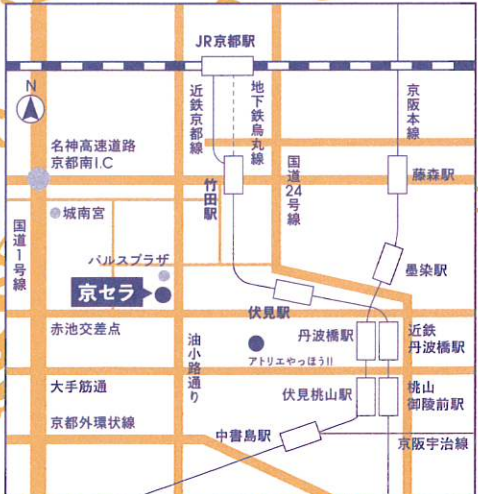 JR京都駅
N
近鉄京都線
地下鉄烏丸線
京阪本線
名神高速道路
京都南I.C
竹田駅
国道24号線
藤森駅
城南宮
国道1号線
パルスプラザ
京セラ
墨染駅
伏見駅
赤池交差点
油小路通り
アトリエやっほう!!
丹波橋駅
近鉄
丹波橋駅
大手筋通
伏見桃山駅
桃山
御陵前駅
京都外環状線
中書島駅
京阪宇治線